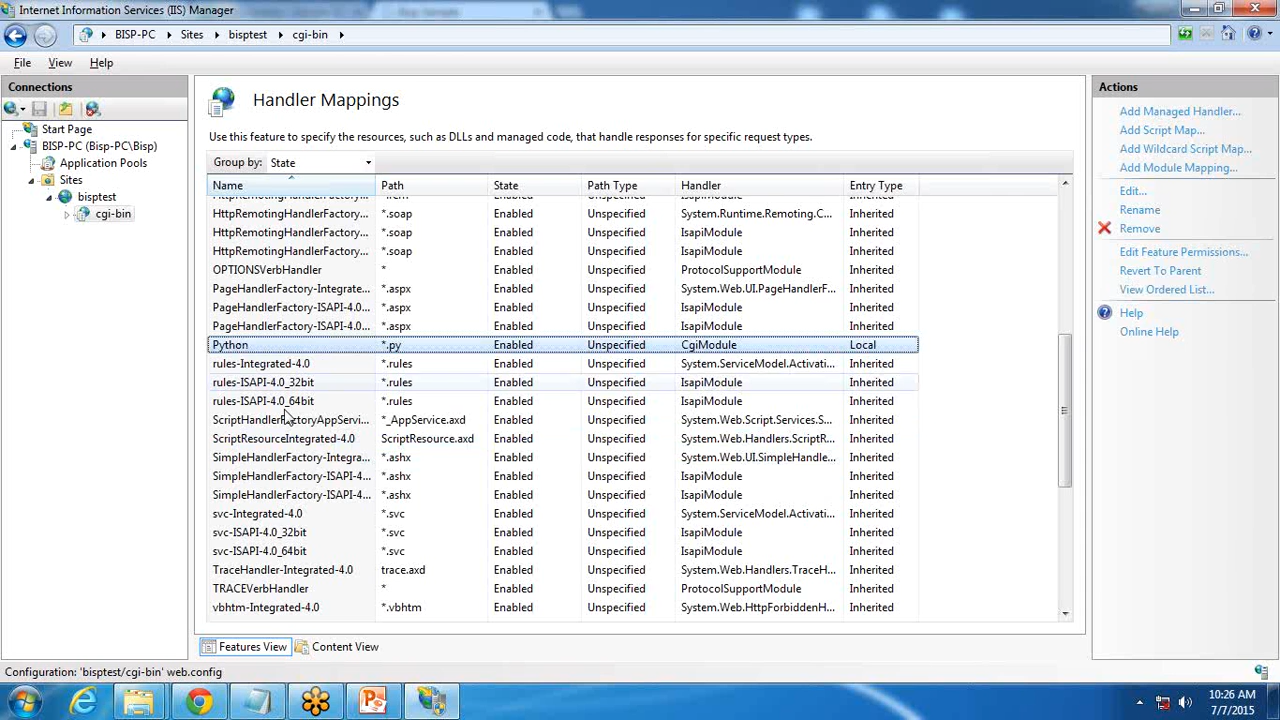 Internet Information Services (IIS) Manager
BISP-PC Sites bisptest cgi-bin
File View Help
Connections
Start Page
BISP-PC (Bisp-PC\Bisp)
Application Pools
Sites
bisptest
cgi-bin
Handler Mappings
Use this feature to specify the resources, such as DLLs and managed code, that handle responses for specific request types.
Group by: State
Name Path State Path Type Handler Entry Type
HttpRemotingHandlerFactory... Enabled Unspecified System.Runtime.Remoting.C... Inherited
HttpRemotingHandlerFactory... *.soap Enabled Unspecified System.Runtime.Remoting.C... Inherited
HttpRemotingHandlerFactory... *.soap Enabled Unspecified IsapiModule Inherited
HttpRemotingHandlerFactory... *.soap Enabled Unspecified IsapiModule Inherited
OPTIONSVerbHandler * Enabled Unspecified ProtocolSupportModule Inherited
PageHandlerFactory-Integrate... *.aspx Enabled Unspecified System.Web.UI.PageHandlerF... Inherited
PageHandlerFactory-ISAPI-4.0... *.aspx Enabled Unspecified IsapiModule Inherited
PageHandlerFactory-ISAPI-4.0... *.aspx Enabled Unspecified IsapiModule Inherited
Python *.py Enabled Unspecified CgiModule Local
rules-Integrated-4.0 *.rules Enabled Unspecified System.ServiceModel.Activati... Inherited
rules-ISAPI-4.0_32bit *.rules Enabled Unspecified IsapiModule Inherited
rules-ISAPI-4.0_64bit *.rules Enabled Unspecified IsapiModule Inherited
ScriptHandlerFactoryAppServi... *_AppService.axd Enabled Unspecified System.Web.Script.Services.S... Inherited
ScriptResourceIntegrated-4.0 ScriptResource.axd Enabled Unspecified System.Web.Handlers.ScriptR... Inherited
SimpleHandlerFactory-Integra... *.ashx Enabled Unspecified System.Web.UI.SimpleHandle... Inherited
SimpleHandlerFactory-ISAPI-4... *.ashx Enabled Unspecified IsapiModule Inherited
SimpleHandlerFactory-ISAPI-4... *.ashx Enabled Unspecified IsapiModule Inherited
svc-Integrated-4.0 *.svc Enabled Unspecified System.ServiceModel.Activati... Inherited
svc-ISAPI-4.0_32bit *.svc Enabled Unspecified IsapiModule Inherited
svc-ISAPI-4.0_64bit *.svc Enabled Unspecified IsapiModule Inherited
TraceHandler-Integrated-4.0 trace.axd Enabled Unspecified System.Web.Handlers.TraceH... Inherited
TRACEVerbHandler * Enabled Unspecified ProtocolSupportModule Inherited
vbhtm-Integrated-4.0 *.vbhtm Enabled Unspecified System.Web.HttpForbiddenH... Inherited
Features View Content View
Actions
Add Managed Handler...
Add Script Map...
Add Wildcard Script Map...
Add Module Mapping...
Edit...
Rename
Remove
Edit Feature Permissions...
Revert To Parent
View Ordered List...
Help
Online Help
Configuration: 'bisptest/cgi-bin' web.config
10:26 AM
7/7/2015